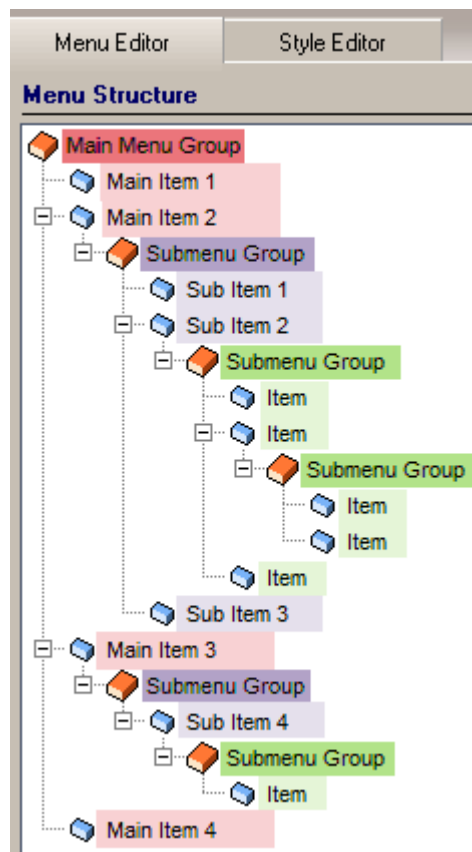 Menu Editor Style Editor
Menu Structure
Main Menu Group
Main Item 1
Main Item 2
Submenu Group
Sub Item 1
Sub Item 2
Submenu Group
Item
Item
Submenu Group
Item
Item
Item
Sub Item 3
Main Item 3
Submenu Group
Sub Item 4
Submenu Group
Item
Main Item 4